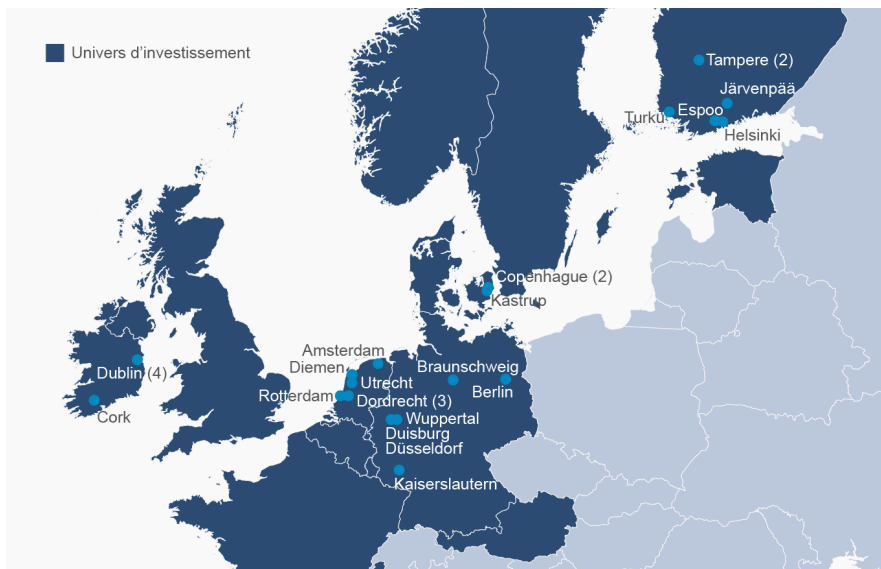 Univers d'investissement
Tampere (2)
Järvenpää
Turku
Espoo
Helsinki
Copenhague (2)
Kastrup
Amsterdam
Diemen
Utrecht
Rotterdam
Dordrecht (3)
Braunschweig
Berlin
Wuppertal
Duisburg
Düsseldorf
Kaiserslautern
Dublin (4)
Cork